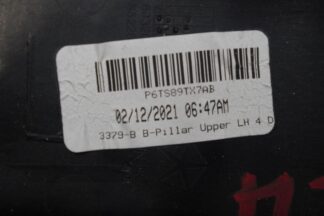 P6TS89TX7AB
02/12/2021 06:47AM
3379-B B-Pillar Upper LH 4 D